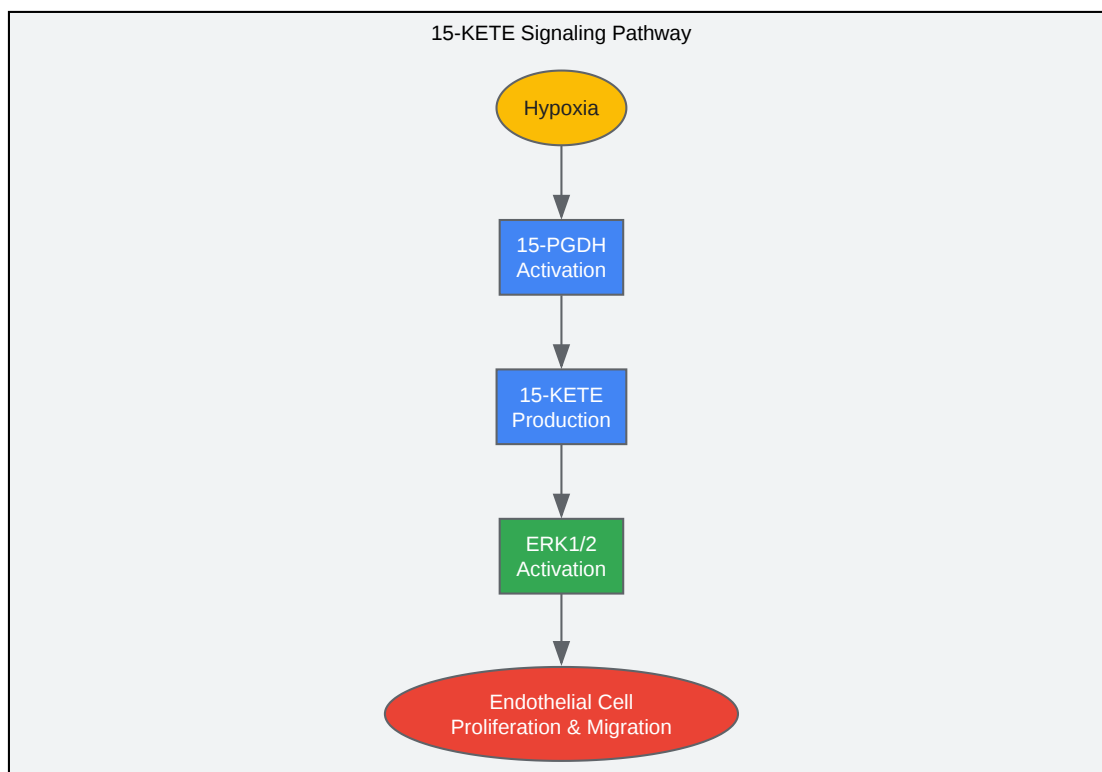 15-KETE Signaling Pathway
Hypoxia
15-PGDH
Activation
15-KETE
Production
ERK1/2
Activation
Endothelial Cell
Proliferation & Migration